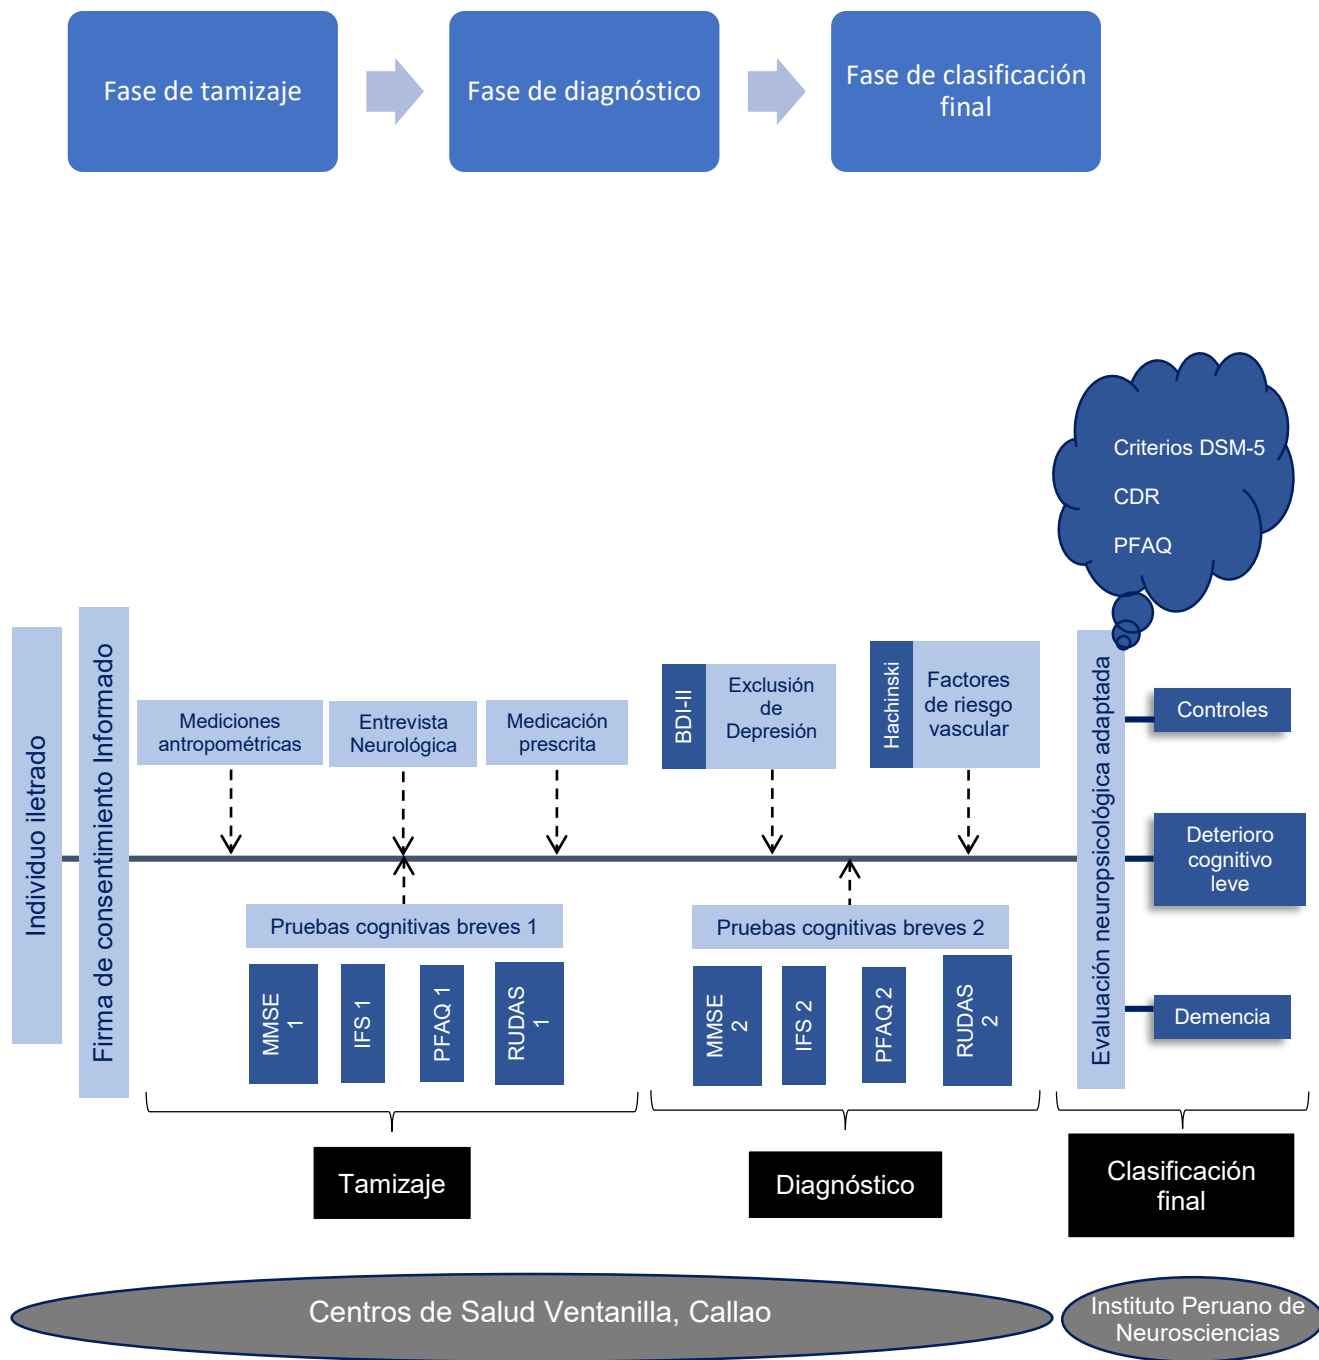 Fase de tamizaje
Fase de diagnóstico
Fase de clasificación
final
Criterios DSM-5
CDR
PFAQ
Individuo iletrado
Firma de consentimiento Informado
Mediciones
antropométricas
Entrevista
Neurológica
Medicación
prescrita
BDI-II
Exclusión
de
Depresión
Hachinski
Factores
de riesgo
vascular
Evaluación neuropsicológica adaptada
Controles
Deterioro
cognitivo
leve
Demencia
Pruebas cognitivas breves 1
MMSE
1
IFS 1
PFAQ 1
RUDAS
1
Pruebas cognitivas breves 2
MMSE
2
IFS 2
PFAQ 2
RUDAS
2
Tamizaje
Diagnóstico
Clasificación
final
Centros de Salud Ventanilla, Callao
Instituto Peruano de
Neurosciencias